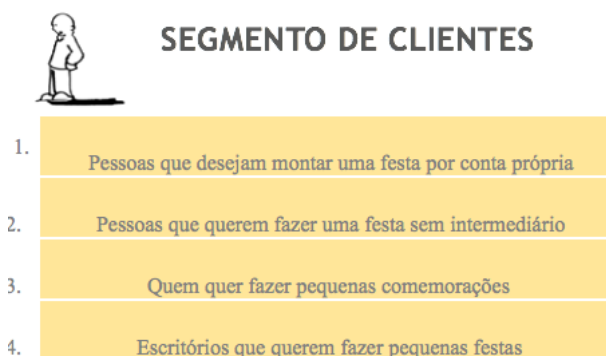 SEGMENTO DE CLIENTES
1. Pessoas que desejam montar uma festa por conta própria
2. Pessoas que querem fazer uma festa sem intermediário
3. Quem quer fazer pequenas comemorações
4. Escritórios que querem fazer pequenas festas